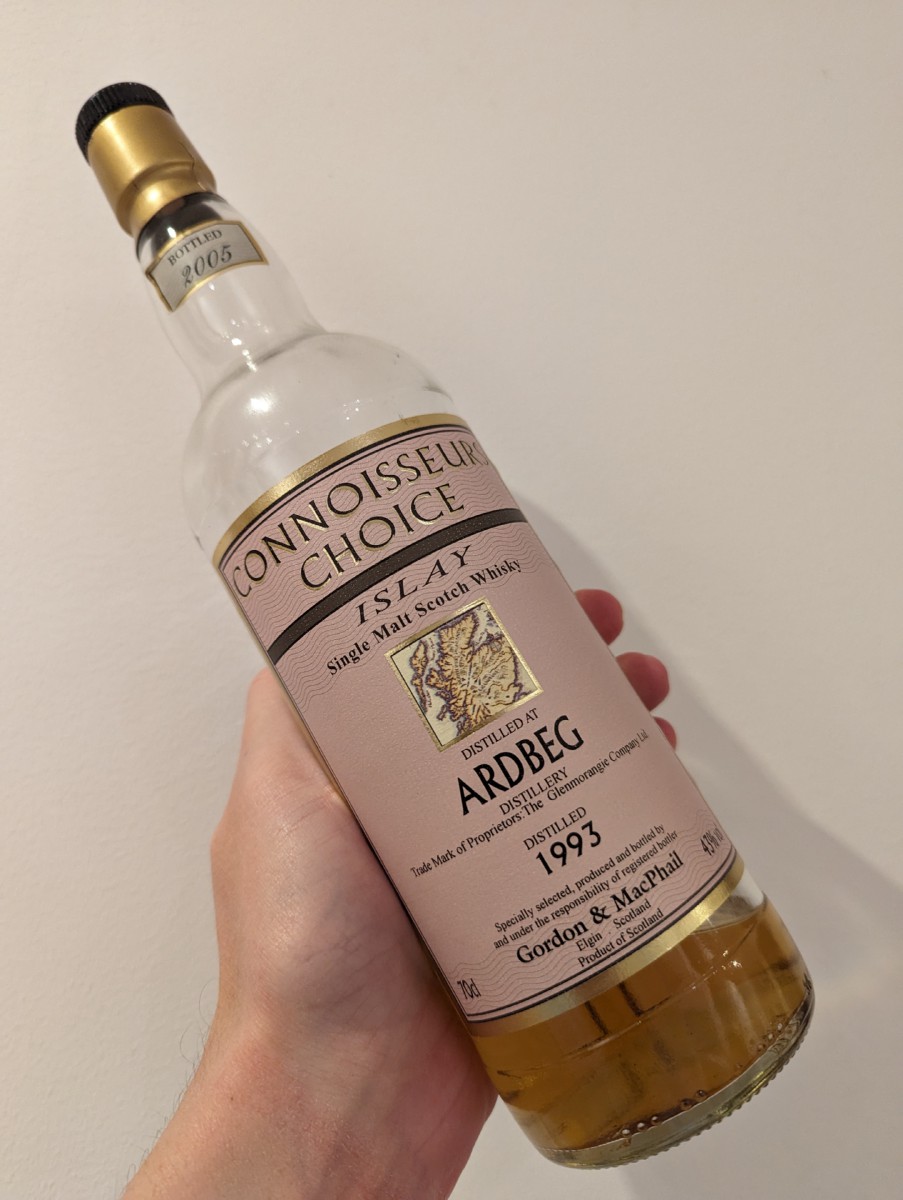 BOTTLED
2005
CONNOISSEURS
CHOICE
ISLAY
Single Malt Scotch Whisky
DISTILLED AT
ARDBEG
DISTILLERY
Trade Mark of Proprietors:The Glenmorangie Company Ltd.
DISTILLED
1993
Specially selected, produced and bottled by
and under the responsibility of registered bottler
Gordon & MacPhail
Elgin . Scotland
Product of Scotland
70cl
43%vol